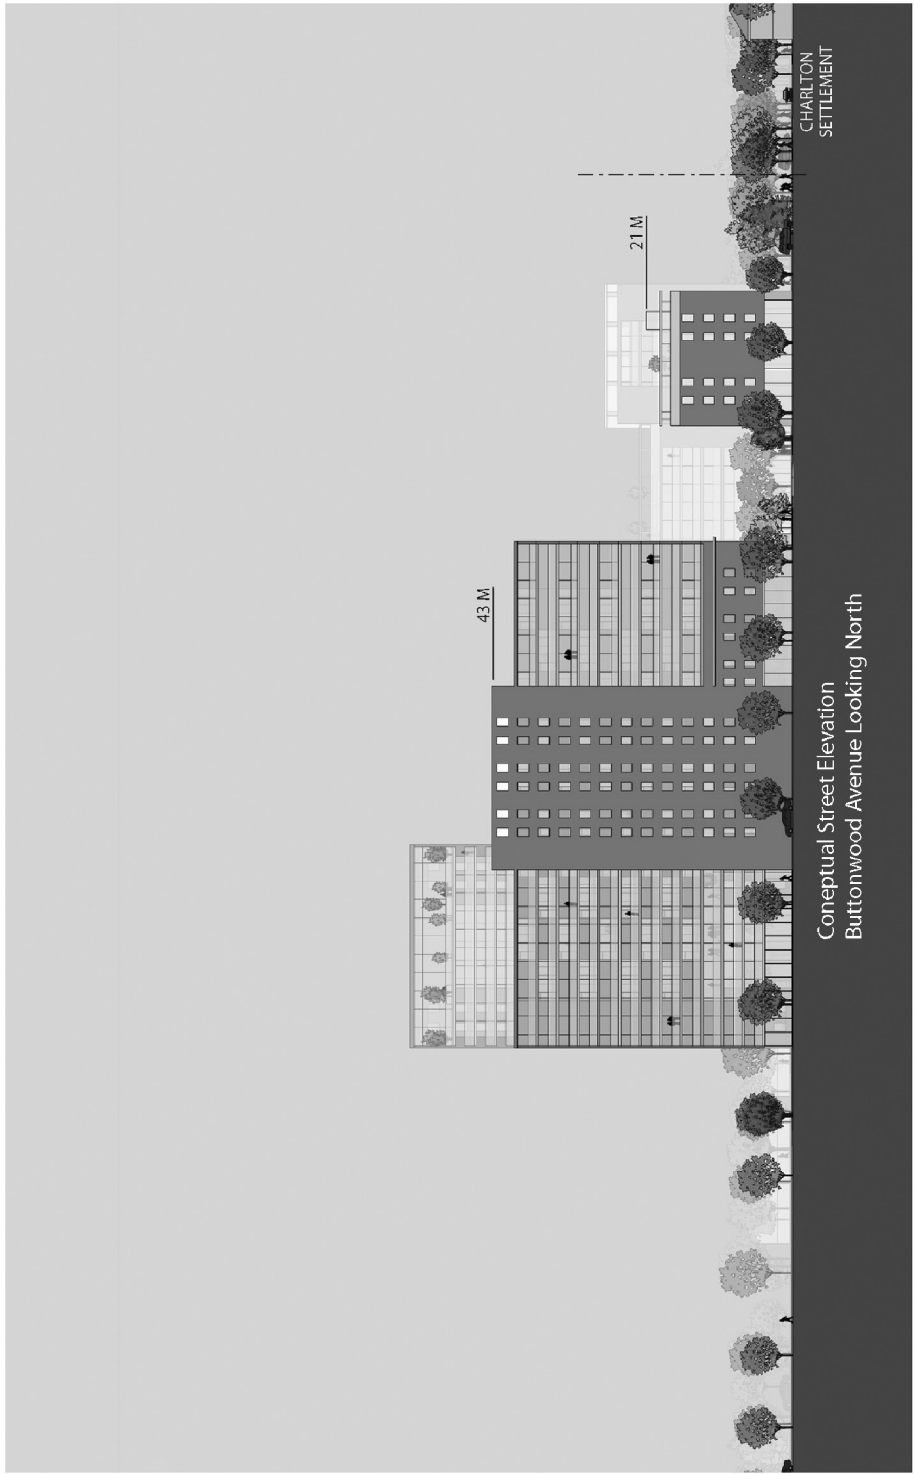 43 M
21 M
CHARLTON
SETTLEMENT
Coneptual Street Elevation
Buttonwood Avenue Looking North